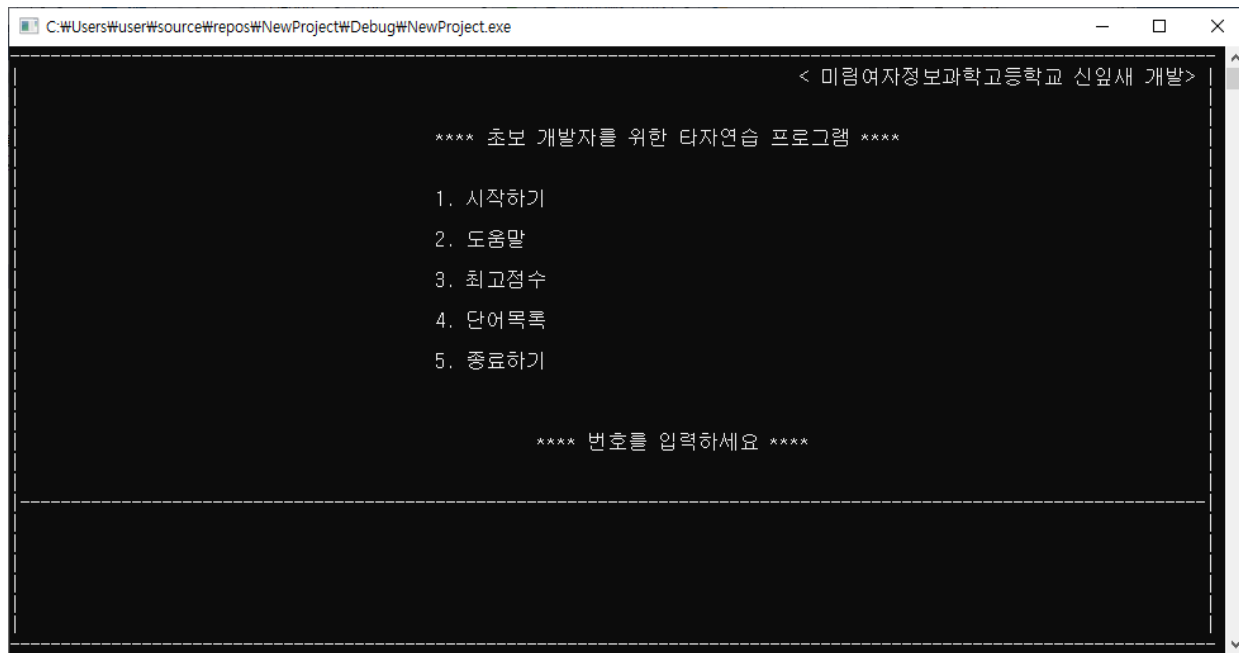 C:₩Users₩user₩source₩repos₩NewProject₩Debug₩NewProject.exe
< 미림여자정보과학고등학교 신잎새 개발>
**** 초보 개발자를 위한 타자연습 프로그램 ****
1. 시작하기
2. 도움말
3. 최고점수
4. 단어목록
5. 종료하기
**** 번호를 입력하세요 ****